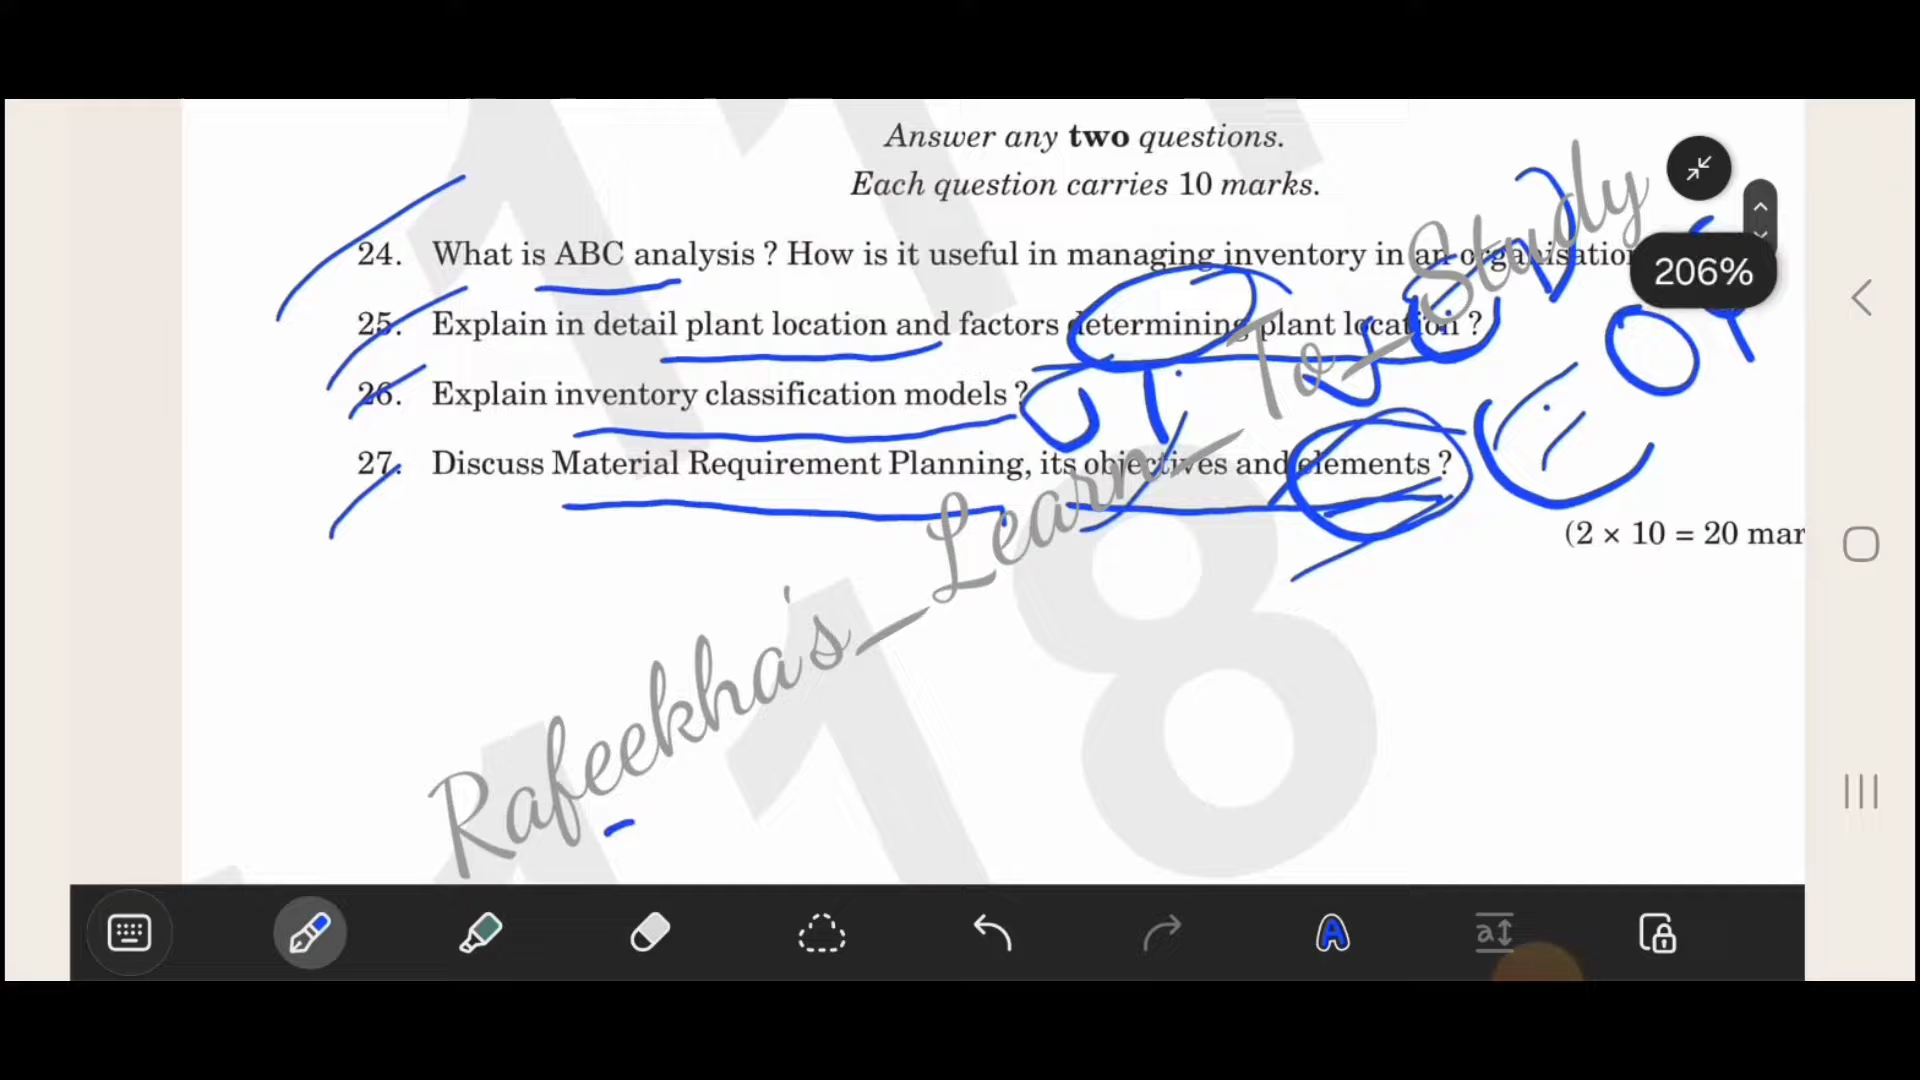 Answer any two questions.
Each question carries 10 marks.
24. What is ABC analysis ? How is it useful in managing inventory in an organisation
206%
25. Explain in detail plant location and factors determining plant location ?
26. Explain inventory classification models ?
27. Discuss Material Requirement Planning, its objectives and elements ?
(2 × 10 = 20 mar
Rafeekha's_Learn_To_Study
118
A
a